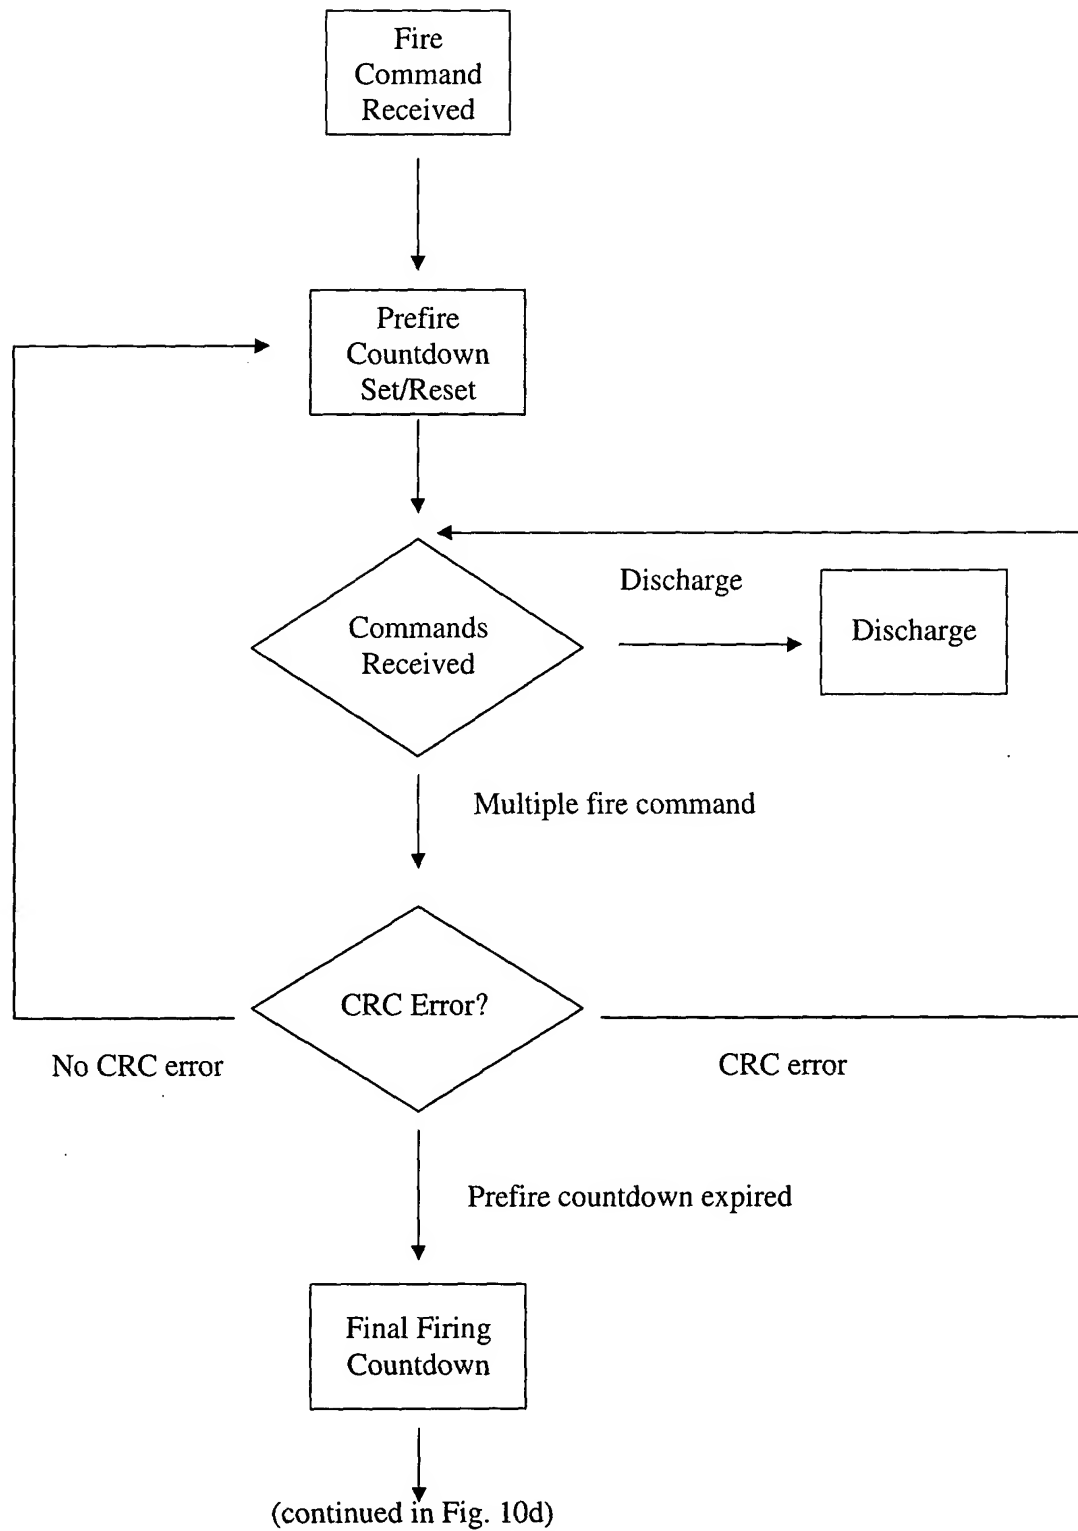 Fire
Command
Received
Prefire
Countdown
Set/Reset
Discharge
Commands
Received
Discharge
Multiple fire command
CRC Error?
No CRC error
CRC error
Prefire countdown expired
Final Firing
Countdown
(continued in Fig. 10d)